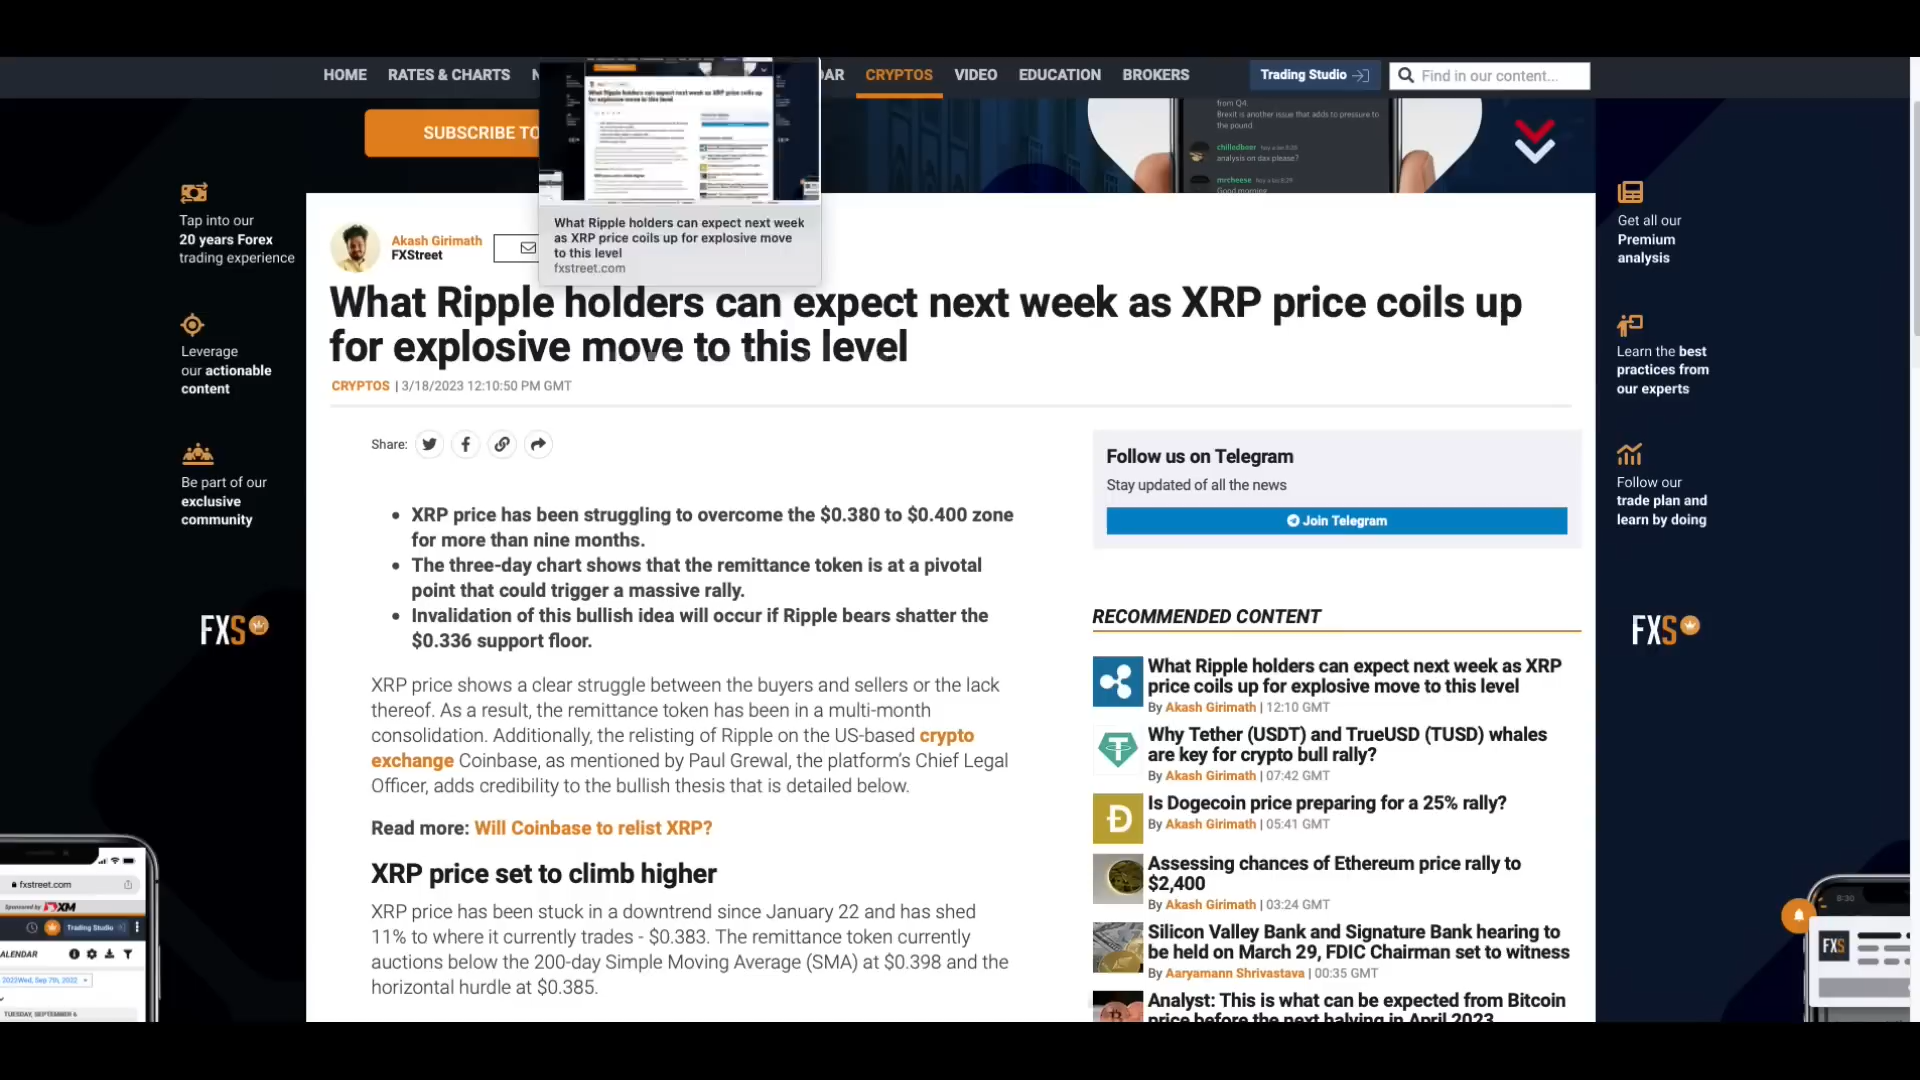 HOME RATES & CHARTS N AR CRYPTOS VIDEO EDUCATION BROKERS Trading Studio Find in our content...
SUBSCRIBE TO
from Q4.
Brexit is another issue that adds to pressure to
the pound.
chilledbeer
analysis on dax please?
mrcheese
Good morning
Tap into our
20 years Forex
trading experience
Leverage
our actionable
content
Be part of our
exclusive
community
FXS
What Ripple holders can expect next week
as XRP price coils up for explosive move
to this level
fxstreet.com
Akash Girimath
FXStreet
What Ripple holders can expect next week as XRP price coils up
for explosive move to this level
CRYPTOS | 3/18/2023 12:10:50 PM GMT
Share:
• XRP price has been struggling to overcome the $0.380 to $0.400 zone
for more than nine months.
• The three-day chart shows that the remittance token is at a pivotal
point that could trigger a massive rally.
• Invalidation of this bullish idea will occur if Ripple bears shatter the
$0.336 support floor.
XRP price shows a clear struggle between the buyers and sellers or the lack
thereof. As a result, the remittance token has been in a multi-month
consolidation. Additionally, the relisting of Ripple on the US-based crypto
exchange Coinbase, as mentioned by Paul Grewal, the platform's Chief Legal
Officer, adds credibility to the bullish thesis that is detailed below.
Read more: Will Coinbase to relist XRP?
XRP price set to climb higher
XRP price has been stuck in a downtrend since January 22 and has shed
11% to where it currently trades - $0.383. The remittance token currently
auctions below the 200-day Simple Moving Average (SMA) at $0.398 and the
horizontal hurdle at $0.385.
Follow us on Telegram
Stay updated of all the news
Join Telegram
RECOMMENDED CONTENT
What Ripple holders can expect next week as XRP
price coils up for explosive move to this level
By Akash Girimath | 12:10 GMT
Why Tether (USDT) and TrueUSD (TUSD) whales
are key for crypto bull rally?
By Akash Girimath | 07:42 GMT
Is Dogecoin price preparing for a 25% rally?
By Akash Girimath | 05:41 GMT
Assessing chances of Ethereum price rally to
$2,400
By Akash Girimath | 03:24 GMT
Silicon Valley Bank and Signature Bank hearing to
be held on March 29, FDIC Chairman set to witness
By Aaryamann Shrivastava | 00:35 GMT
Analyst: This is what can be expected from Bitcoin
price before the next halving in April 2023
Get all our
Premium
analysis
Learn the best
practices from
our experts
Follow our
trade plan and
learn by doing
FXS
fxstreet.com
Sponsored by XM
Trading Studio
ALENDAR
2022Wed, Sep 7th, 2022
TUESDAY, SEPTEMBER 6
FXS